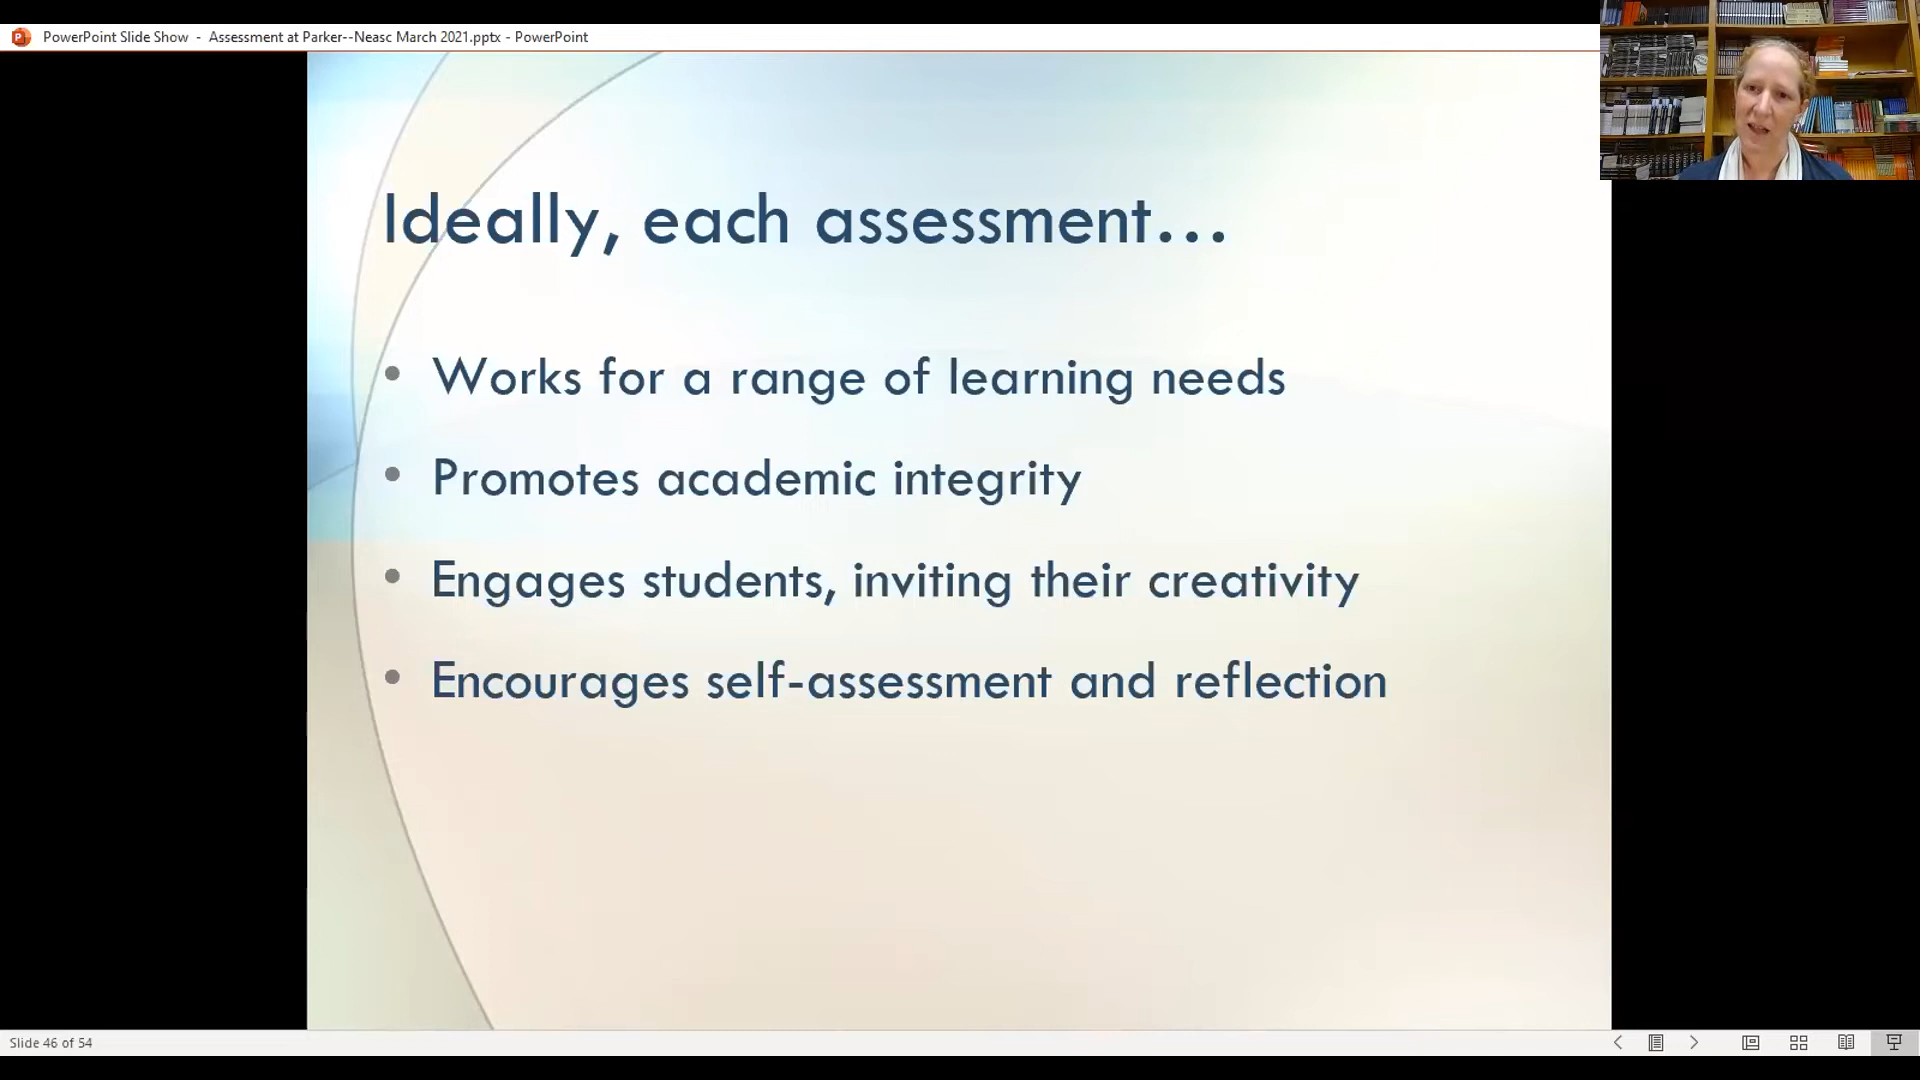 PowerPoint Slide Show - Assessment at Parker--Neasc March 2021.pptx - PowerPoint
Ideally, each assessment...
• Works for a range of learning needs
• Promotes academic integrity
• Engages students, inviting their creativity
• Encourages self-assessment and reflection
Slide 46 of 54